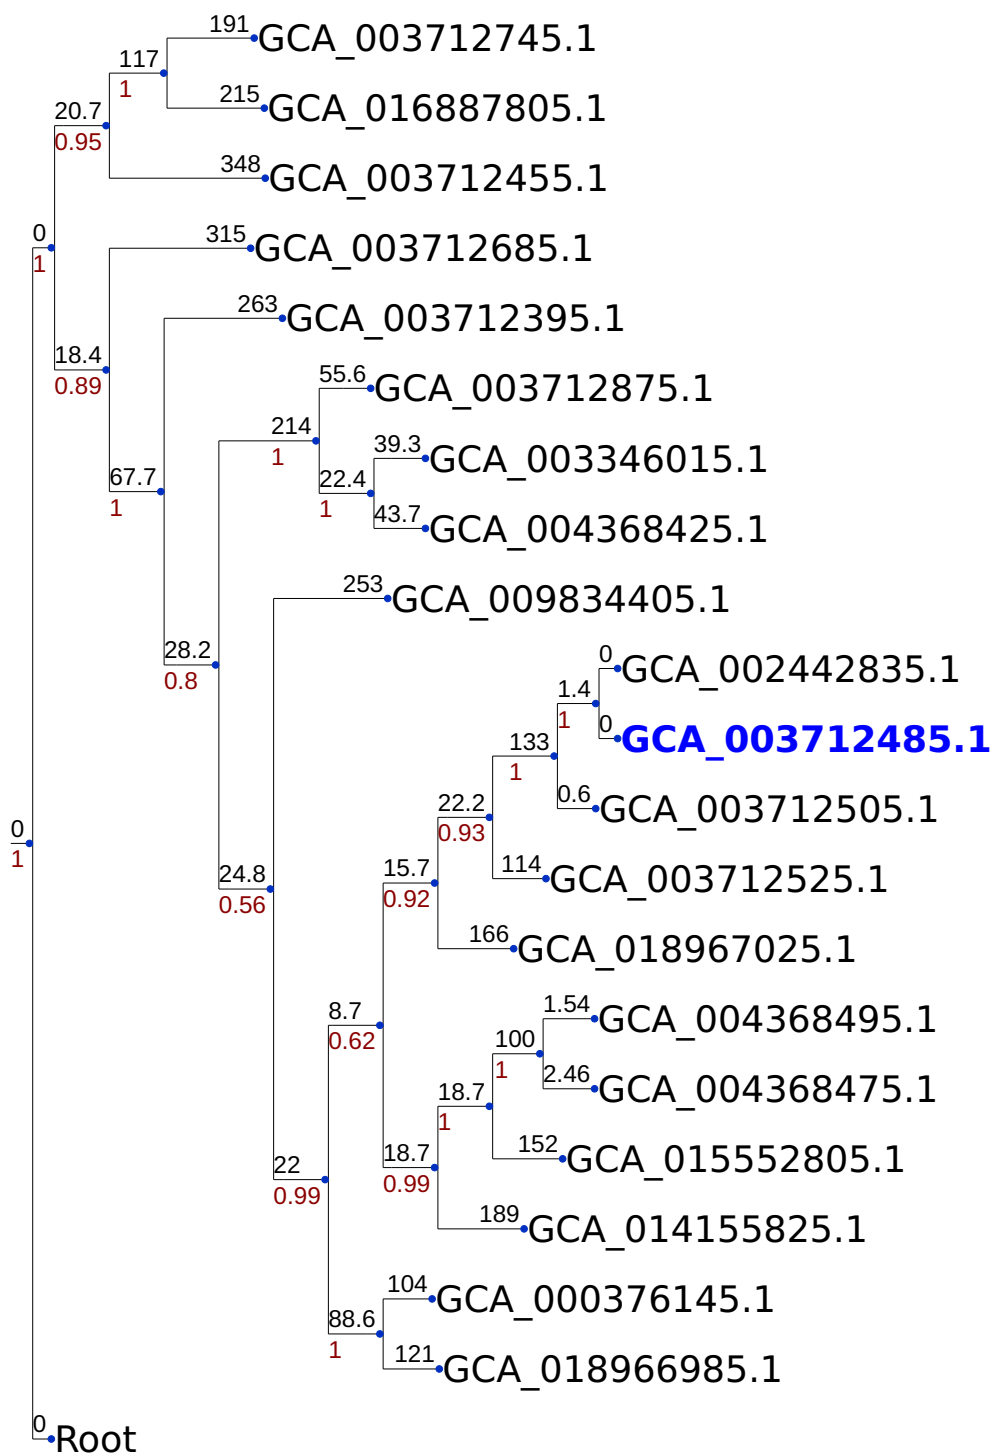 191
GCA_003712745.1
117
1
215
GCA_016887805.1
20.7
0.95
348
GCA_003712455.1
0
1
315
GCA_003712685.1
263
GCA_003712395.1
18.4
0.89
55.6
GCA_003712875.1
214
1
39.3
GCA_003346015.1
67.7
1
22.4
1
43.7
GCA_004368425.1
253
GCA_009834405.1
28.2
0.8
0
GCA_002442835.1
1.4
1
0
GCA_003712485.1
133
1
0.6
GCA_003712505.1
22.2
0.93
0
1
114
GCA_003712525.1
15.7
0.92
24.8
0.56
166
GCA_018967025.1
8.7
0.62
1.54
GCA_004368495.1
100
1
2.46
GCA_004368475.1
18.7
1
152
GCA_015552805.1
18.7
0.99
22
0.99
189
GCA_014155825.1
104
GCA_000376145.1
88.6
1
121
GCA_018966985.1
0
Root